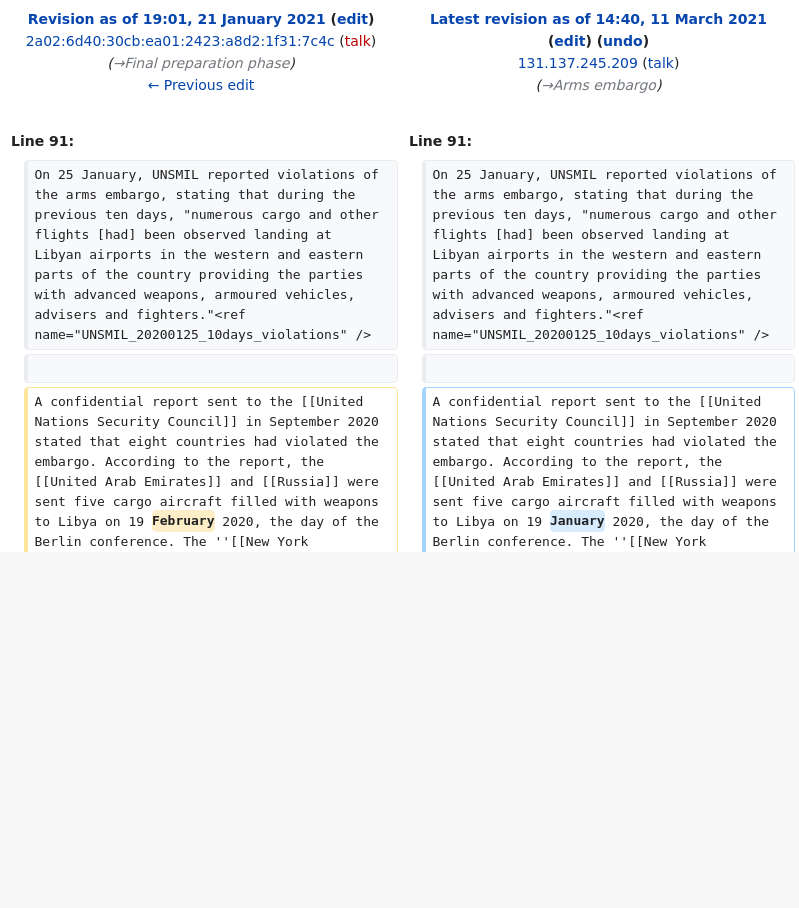 Revision as of 19:01, 21 January 2021 (edit)
2a02:6d40:30cb:ea01:2423:a8d2:1f31:7c4c (talk)
(→Final preparation phase)
← Previous edit
Latest revision as of 14:40, 11 March 2021
(edit) (undo)
131.137.245.209 (talk)
(→Arms embargo)
Line 91:
On 25 January, UNSMIL reported violations of
the arms embargo, stating that during the
previous ten days, "numerous cargo and other
flights [had] been observed landing at
Libyan airports in the western and eastern
parts of the country providing the parties
with advanced weapons, armoured vehicles,
advisers and fighters."<ref
name="UNSMIL_20200125_10days_violations" />
A confidential report sent to the [[United
Nations Security Council]] in September 2020
stated that eight countries had violated the
embargo. According to the report, the
[[United Arab Emirates]] and [[Russia]] were
sent five cargo aircraft filled with weapons
to Libya on 19 February 2020, the day of the
Berlin conference. The ''[[New York
Line 91:
On 25 January, UNSMIL reported violations of
the arms embargo, stating that during the
previous ten days, "numerous cargo and other
flights [had] been observed landing at
Libyan airports in the western and eastern
parts of the country providing the parties
with advanced weapons, armoured vehicles,
advisers and fighters."<ref
name="UNSMIL_20200125_10days_violations" />
A confidential report sent to the [[United
Nations Security Council]] in September 2020
stated that eight countries had violated the
embargo. According to the report, the
[[United Arab Emirates]] and [[Russia]] were
sent five cargo aircraft filled with weapons
to Libya on 19 January 2020, the day of the
Berlin conference. The ''[[New York